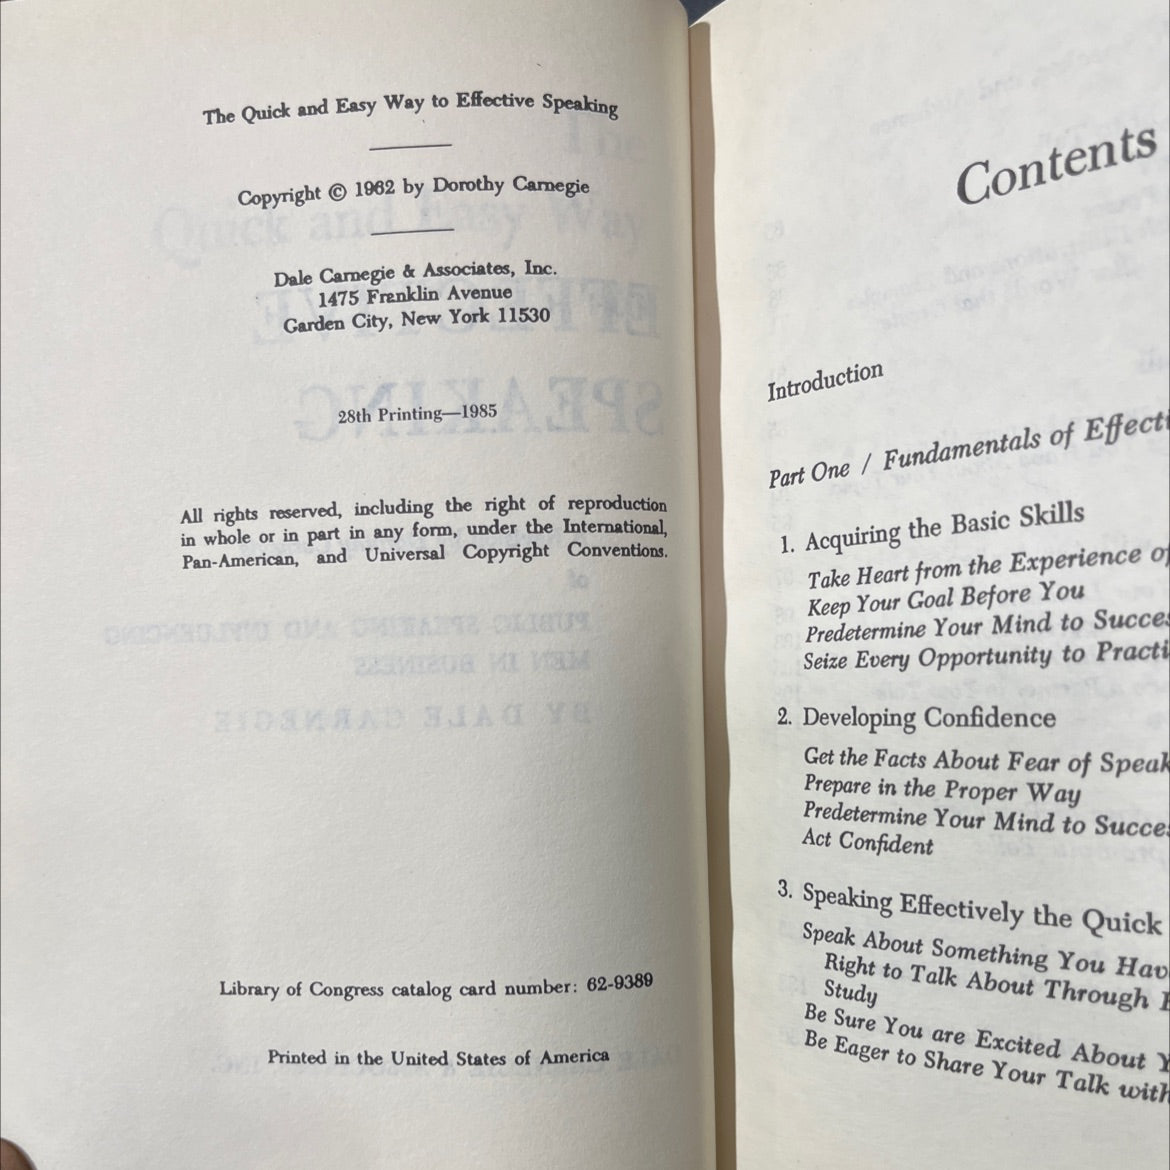 The Quick and Easy Way to Effective Speaking
Copyright © 1962 by Dorothy Carnegie
Dale Carnegie & Associates, Inc.
1475 Franklin Avenue
Garden City, New York 11530
28th Printing—1985
All rights reserved, including the right of reproduction
in whole or in part in any form, under the International,
Pan-American, and Universal Copyright Conventions.
Library of Congress catalog card number: 62-9389
Printed in the United States of America
Contents
Introduction
Part One / Fundamentals of Effecti
1. Acquiring the Basic Skills
Take Heart from the Experience of
Keep Your Goal Before You
Predetermine Your Mind to Succes
Seize Every Opportunity to Practi
2. Developing Confidence
Get the Facts About Fear of Speak
Prepare in the Proper Way
Predetermine Your Mind to Succes
Act Confident
3. Speaking Effectively the Quick
Speak About Something You Hav
Right to Talk About Through
Study
Be Sure You are Excited About Y
Be Eager to Share Your Talk with